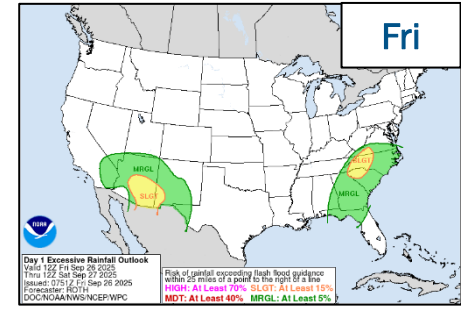 Fri
MRGL
SLGT
SLGT
MRGL
NOAA
Day 1 Excessive Rainfall Outlook
Valid 12Z Fri Sep 26 2025
Thru 12Z Sat Sep 27 2025
Issued: 0751Z Fri Sep 26 2025
Forecaster: ROTH
DOC/NOAA/NWS/NCEP/WPC
Risk of rainfall exceeding flash flood guidance
within 25 miles of a point to the right of a line
HIGH: At Least 70% SLGT: At Least 15%
MDT: At Least 40% MRGL: At Least 5%